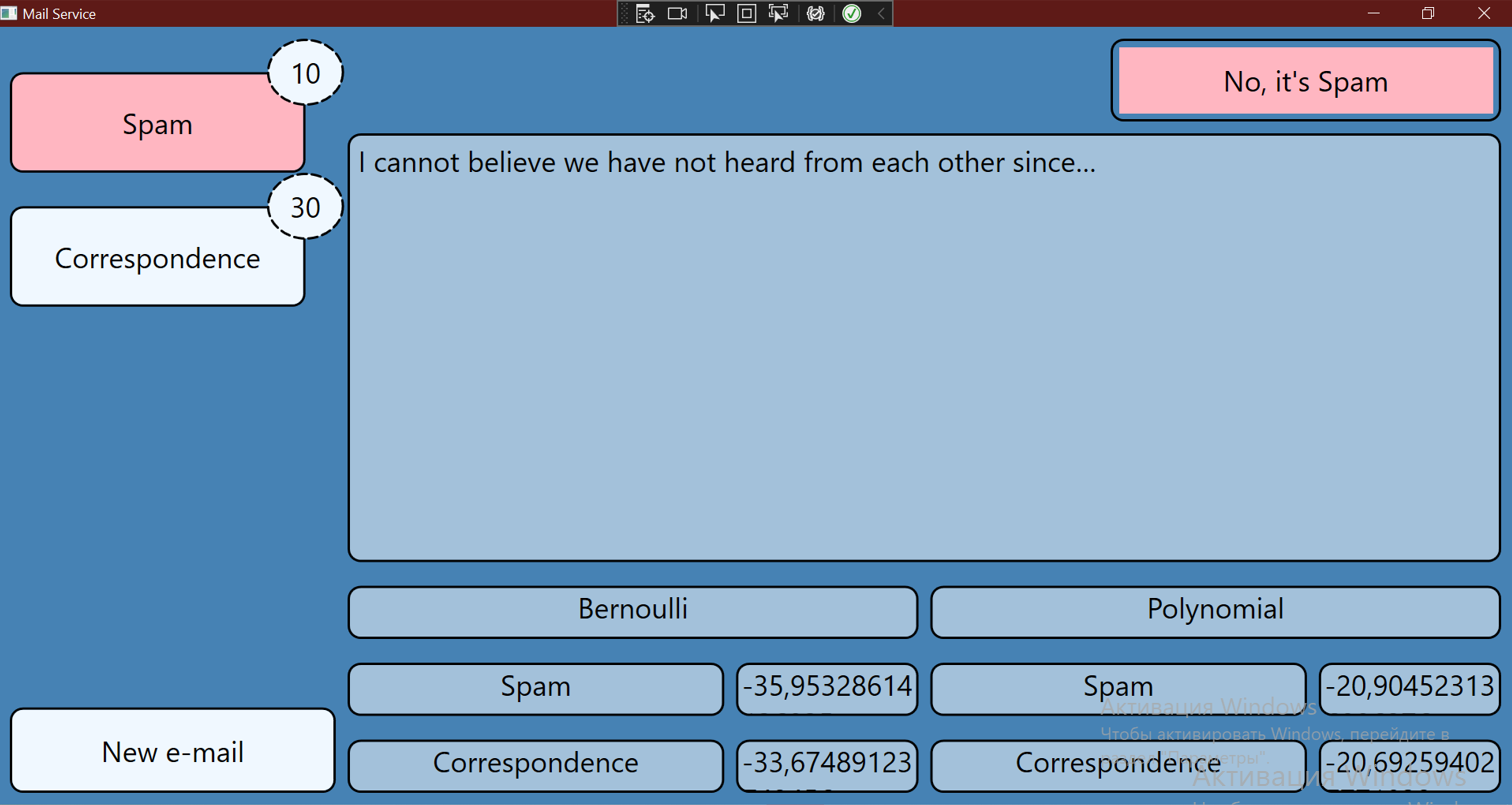 Mail Service
10
Spam
No, it's Spam
I cannot believe we have not heard from each other since...
30
Correspondence
Bernoulli
Polynomial
Spam
-35,95328614
Spam
-20,90452313
Активация Windows
Чтобы активировать Windows, перейдите в
"Параметры".
New e-mail
Correspondence
-33,67489123
Correspondence
-20,69259402
Активация Windows